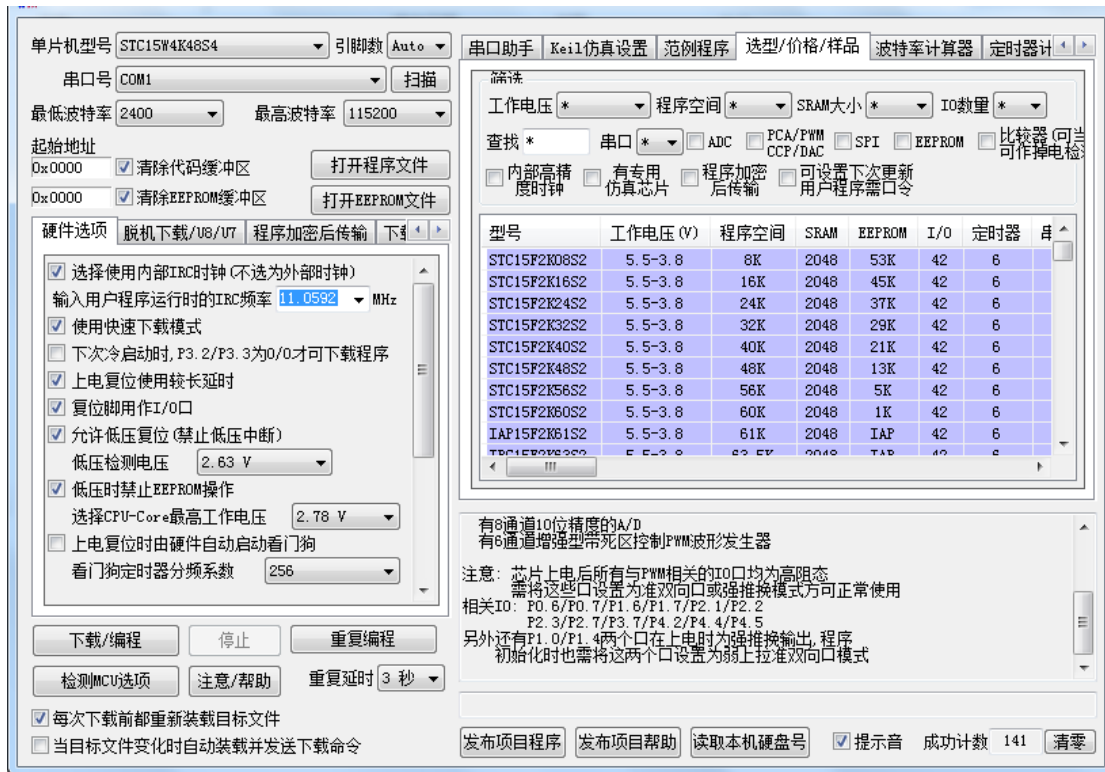 单片机型号 STC15W4K48S4 引脚数 Auto
串口号 COM1 扫描
最低波特率 2400 最高波特率 115200
起始地址
0x0000 清除代码缓冲区 打开程序文件
0x0000 清除EEPROM缓冲区 打开EEPROM文件
硬件选项 脱机下载/U8/U7 程序加密后传输
选择使用内部IRC时钟(不选为外部时钟)
输入用户程序运行时的IRC频率 11.0592 MHz
使用快速下载模式
下次冷启动时,P3.2/P3.3为0/0才可下载程序
上电复位使用较长延时
复位脚用作I/O口
允许低压复位(禁止低压中断)
低压检测电压 2.63 V
低压时禁止EEPROM操作
选择CPU-Core最高工作电压 2.78 V
上电复位时由硬件自动启动看门狗
看门狗定时器分频系数 256
下载/编程 停止 重复编程
检测MCU选项 注意/帮助 重复延时 3 秒
每次下载前都重新装载目标文件
当目标文件变化时自动装载并发送下载命令
串口助手 Keil仿真设置 范例程序 选型/价格/样品 波特率计算器 定时器计
筛选
工作电压 * 程序空间 * SRAM大小 * IO数量 *
查找 * 串口 * ADC PCA/PWM SPI EEPROM 比较器(可当
CCP/DAC 可作掉电检
内部高精 有专用 程序加密 可设置下次更新
度时钟 仿真芯片 后传输 用户程序需口令
型号 工作电压(V) 程序空间 SRAM EEPROM I/O 定时器
STC15F2K08S2 5.5-3.8 8K 2048 53K 42 6
STC15F2K16S2 5.5-3.8 16K 2048 45K 42 6
STC15F2K24S2 5.5-3.8 24K 2048 37K 42 6
STC15F2K32S2 5.5-3.8 32K 2048 29K 42 6
STC15F2K40S2 5.5-3.8 40K 2048 21K 42 6
STC15F2K48S2 5.5-3.8 48K 2048 13K 42 6
STC15F2K56S2 5.5-3.8 56K 2048 5K 42 6
STC15F2K60S2 5.5-3.8 60K 2048 1K 42 6
IAP15F2K61S2 5.5-3.8 61K 2048 IAP 42 6
有8通道10位精度的A/D
有6通道增强型带死区控制PWM波形发生器
注意: 芯片上电后所有与PWM相关的IO口均为高阻态
需将这些口设置为准双向口或强推挽模式方可正常使用
相关IO: P0.6/P0.7/P1.6/P1.7/P2.1/P2.2
P2.3/P2.7/P3.7/P4.2/P4.4/P4.5
另外还有P1.0/P1.4两个口在上电时为强推挽输出,程序
初始化时也需将这两个口设置为弱上拉准双向口模式
发布项目程序 发布项目帮助 读取本机硬盘号 提示音 成功计数 141 清零